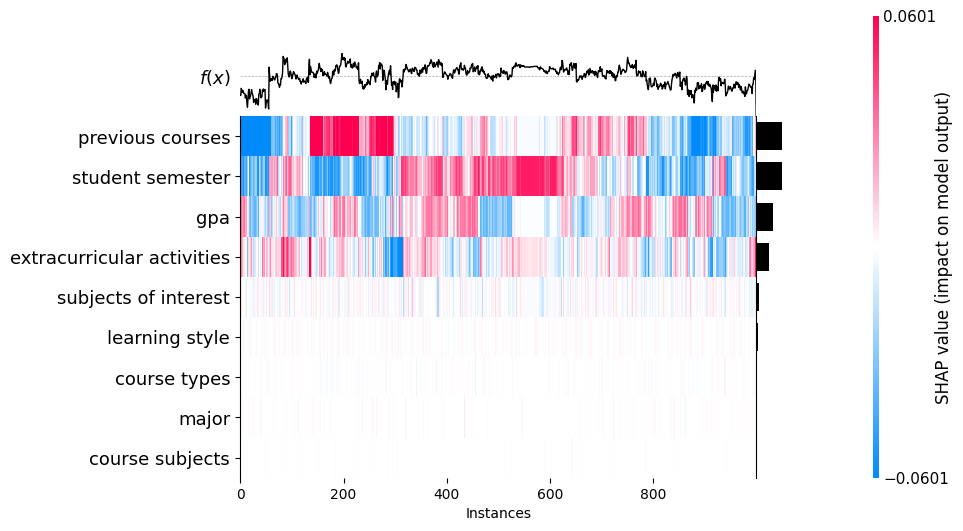 0.0601
f(x)
previous courses
student semester
gpa
extracurricular activities
subjects of interest
learning style
course types
major
course subjects
0 200 400 600 800
Instances
SHAP value (impact on model output)
−0.0601